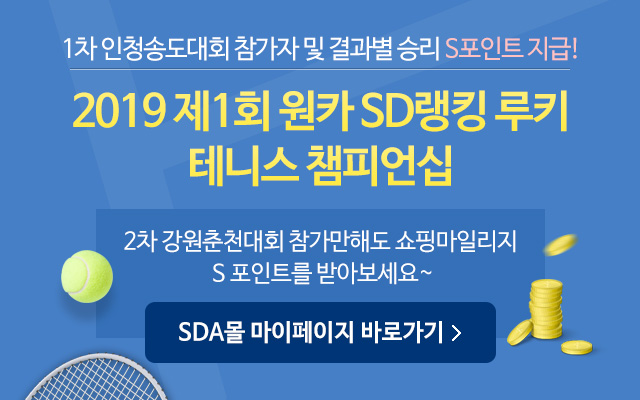 1차 인청송도대회 참가자 및 결과별 승리 S포인트 지급!
2019 제1회 원카 SD랭킹 루키
테니스 챔피언십
2차 강원춘천대회 참가만해도 쇼핑마일리지
S 포인트를 받아보세요~
SDA몰 마이페이지 바로가기 >